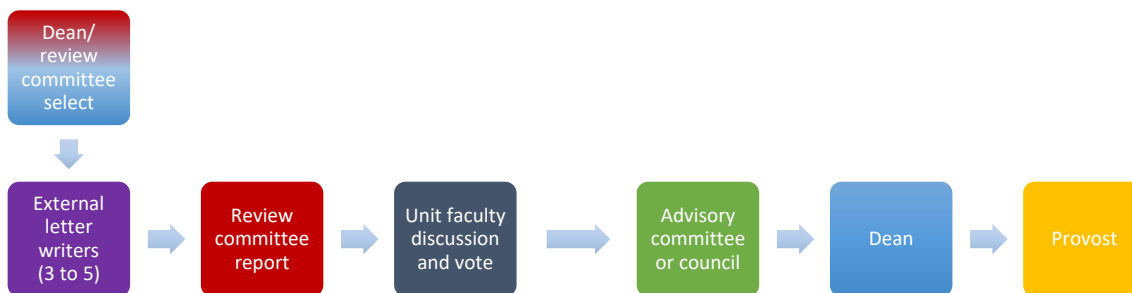 Dean/
review
committee
select
External
letter
writers
(3 to 5)
Review
committee
report
Unit faculty
discussion
and vote
Advisory
committee
or council
Dean
Provost